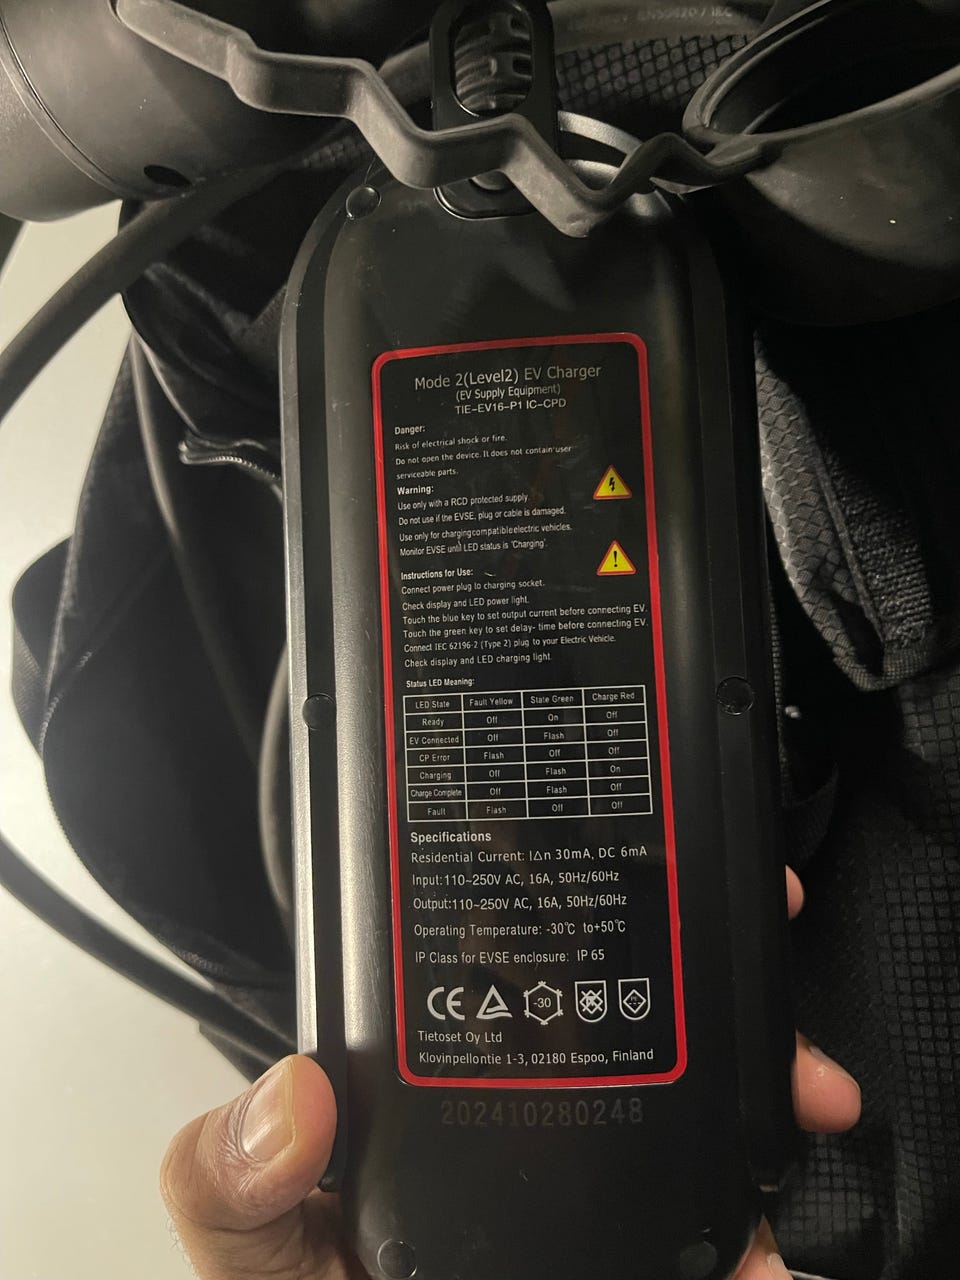 EN50620 / IEC
Mode 2(Level2) EV Charger
(EV Supply Equipment)
TIE-EV16-P1 IC-CPD
Danger:
Risk of electrical shock or fire.
Do not open the device. It does not contain user
serviceable parts.
Warning:
Use only with a RCD protected supply.
Do not use if the EVSE, plug or cable is damaged.
Use only for charging compatible electric vehicles.
Monitor EVSE until LED status is 'Charging'.
Instructions for Use:
Connect power plug to charging socket.
Check display and LED power light.
Touch the blue key to set output current before connecting EV.
Touch the green key to set delay- time before connecting EV.
Connect IEC 62196-2 (Type 2) plug to your Electric Vehicle.
Check display and LED charging light.
Status LED Meaning:
LED State Fault Yellow State Green Charge Red
Ready Off On Off
EV Connected Off Flash Off
CP Error Flash Off Off
Charging Off Flash On
Charge Complete Off Flash Off
Fault Flash Off Off
Specifications
Residential Current: I△n 30mA, DC 6mA
Input:110~250V AC, 16A, 50Hz/60Hz
Output:110~250V AC, 16A, 50Hz/60Hz
Operating Temperature: -30℃ to+50℃
IP Class for EVSE enclosure: IP 65
CE -30
Tietoset Oy Ltd
Klovinpellontie 1-3, 02180 Espoo, Finland
202410280248